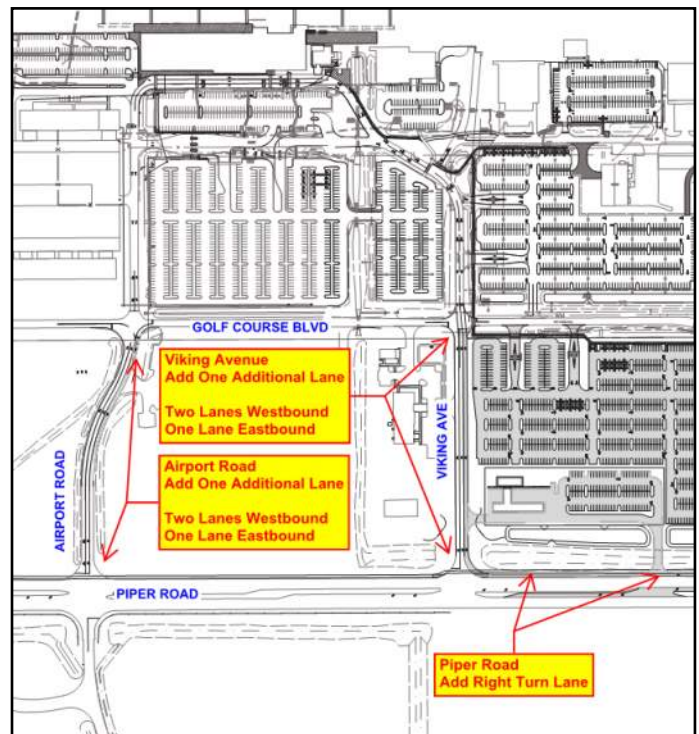 GOLF COURSE BLVD
Viking Avenue
Add One Additional Lane
Two Lanes Westbound
One Lane Eastbound
Airport Road
Add One Additional Lane
Two Lanes Westbound
One Lane Eastbound
AIRPORT ROAD
VIKING AVE
PIPER ROAD
Piper Road
Add Right Turn Lane